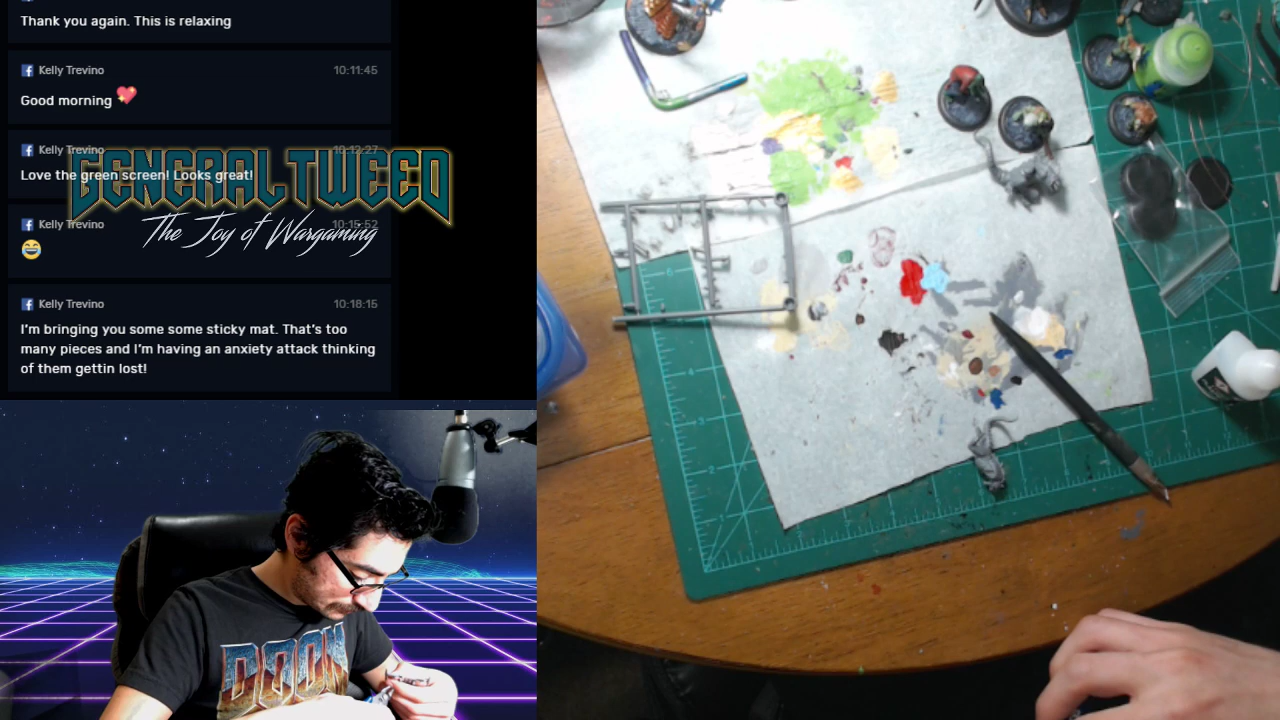 Thank you again. This is relaxing
Kelly Trevino 10:11:45
Good morning 💖
Kelly Trevino 10:12:27
Love the green screen! Looks great!
GENERAL TWEED
The Joy of Wargaming
Kelly Trevino 10:15:52
😂
Kelly Trevino 10:18:15
I'm bringing you some some sticky mat. That's too
many pieces and I'm having an anxiety attack thinking
of them gettin lost!
DOOM